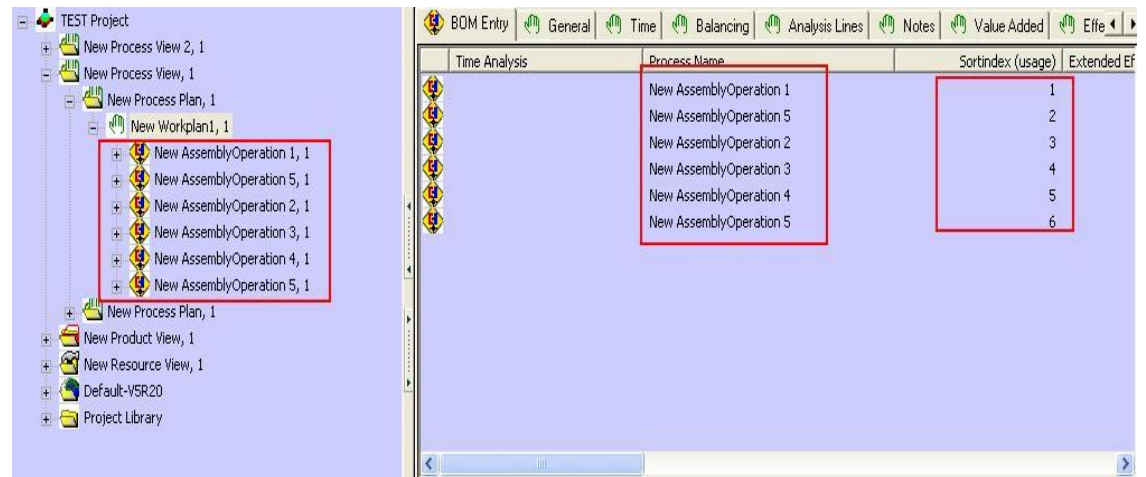 TEST Project
New Process View 2, 1
New Process View, 1
New Process Plan, 1
New Workplan1, 1
New AssemblyOperation 1, 1
New AssemblyOperation 5, 1
New AssemblyOperation 2, 1
New AssemblyOperation 3, 1
New AssemblyOperation 4, 1
New AssemblyOperation 5, 1
New Process Plan, 1
New Product View, 1
New Resource View, 1
Default-V5R20
Project Library
BOM Entry General Time Balancing Analysis Lines Notes Value Added Effe
Time Analysis Process Name Sortindex (usage) Extended Ef
New AssemblyOperation 1 1
New AssemblyOperation 5 2
New AssemblyOperation 2 3
New AssemblyOperation 3 4
New AssemblyOperation 4 5
New AssemblyOperation 5 6